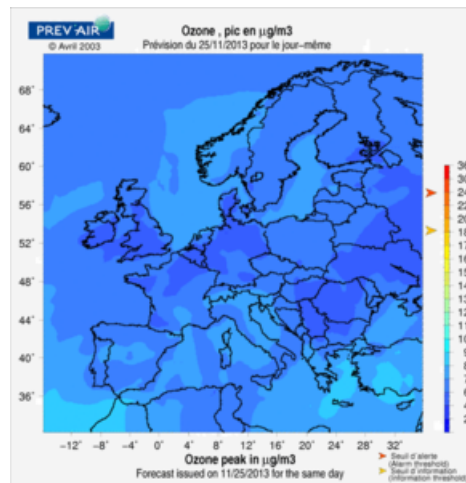 PREV'AIR
© Avril 2003
Ozone , pic en µg/m3
Prévision du 25/11/2013 pour le jour-même
68°
64°
60°
56°
52°
48°
44°
40°
36°
-12° -8° -4° 0° 4° 8° 12° 16° 20° 24° 28° 32°
Ozone peak in µg/m3
Forecast issued on 11/25/2013 for the same day
Seuil d'alerte
(Alarm threshold)
Seuil d'information
(Information threshold)